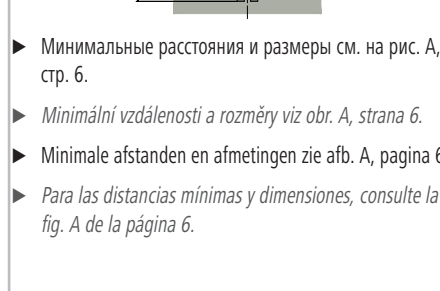 ► Минимальные расстояния и размеры см. на рис. A,
стр. 6.
► Minimální vzdálenosti a rozměry viz obr. A, strana 6.
► Minimale afstanden en afmetingen zie afb. A, pagina 6
► Para las distancias mínimas y dimensiones, consulte la
fig. A de la página 6.